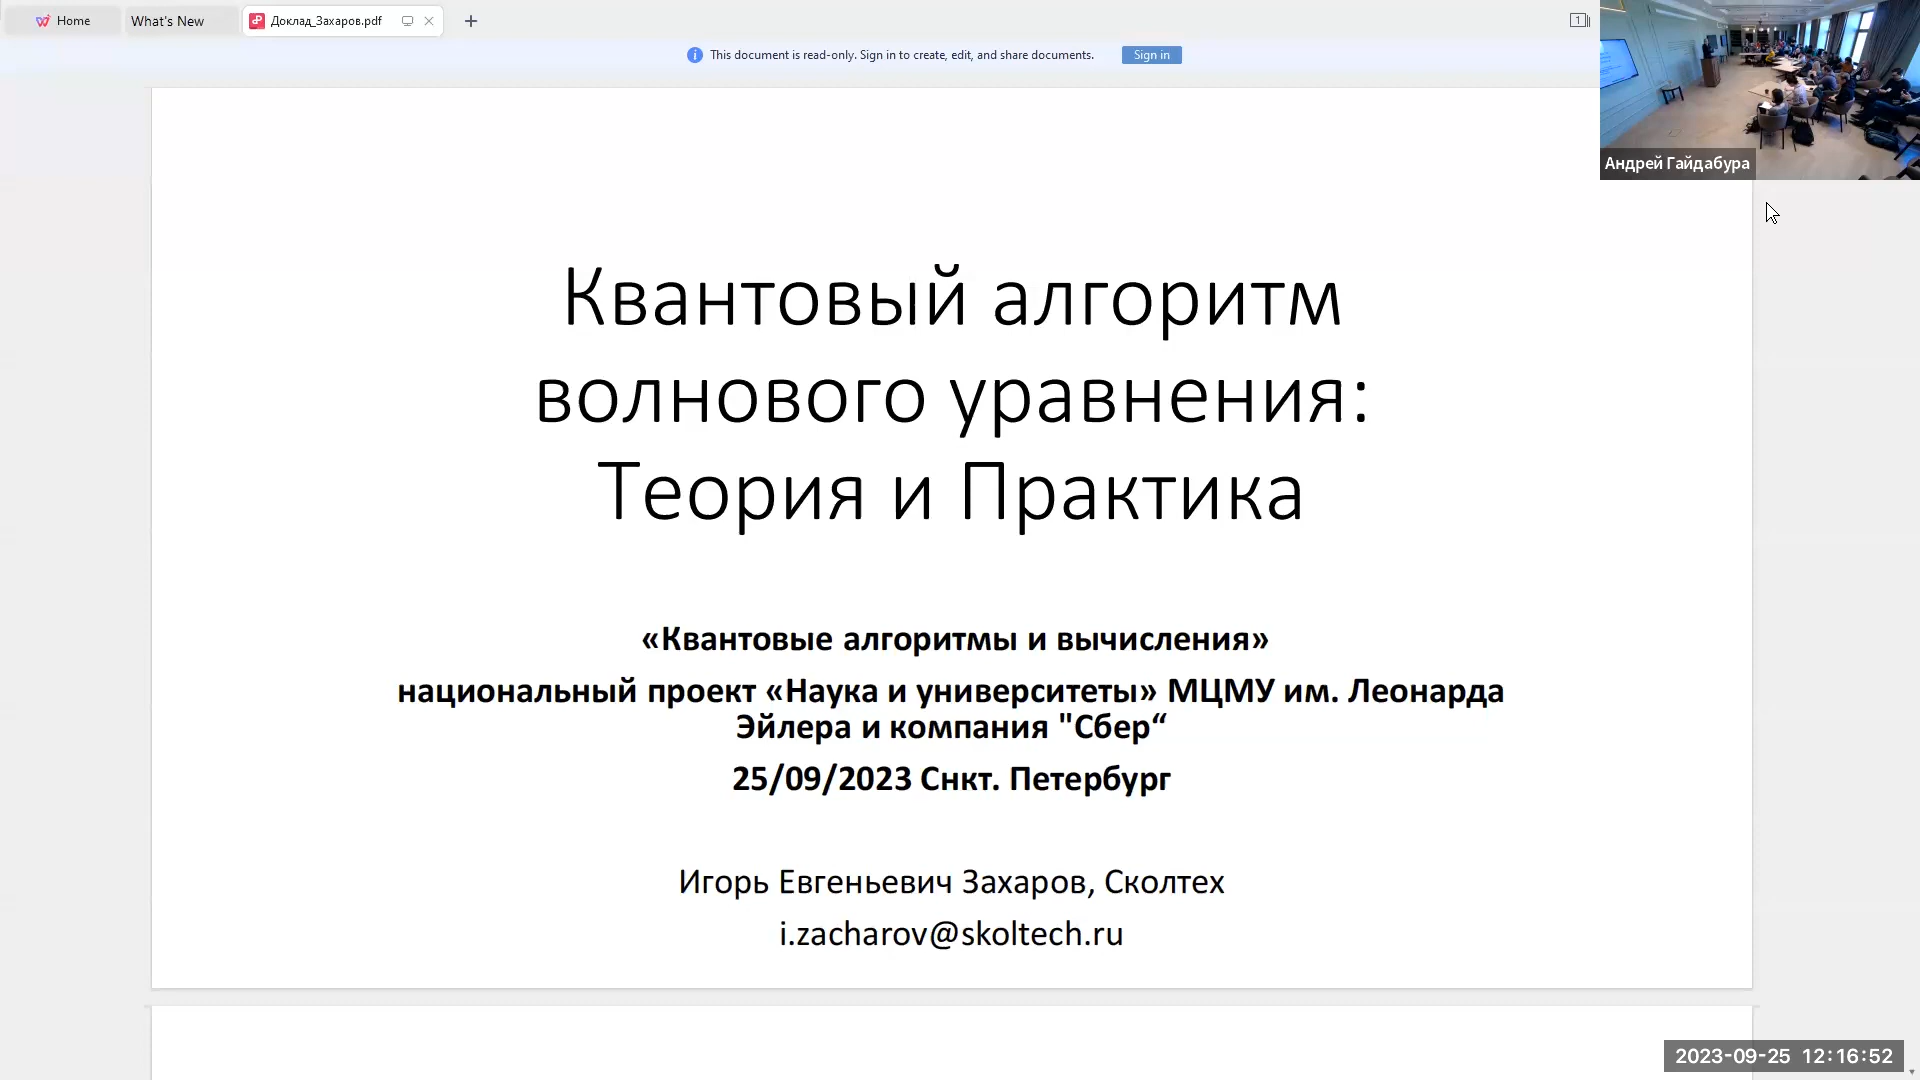 Home
What's New
Доклад_Захаров.pdf
This document is read-only. Sign in to create, edit, and share documents.
Sign in
1
Андрей Гайдабура
Квантовый алгоритм
волнового уравнения:
Теория и Практика
«Квантовые алгоритмы и вычисления»
национальный проект «Наука и университеты» МЦМУ им. Леонарда
Эйлера и компания "Сбер“
25/09/2023 Снкт. Петербург
Игорь Евгеньевич Захаров, Сколтех
i.zacharov@skoltech.ru
2023-09-25 12:16:52